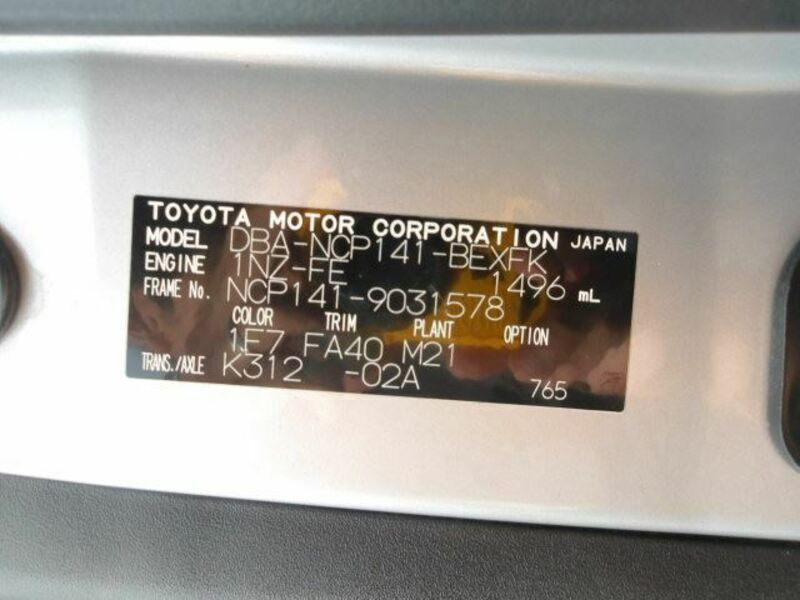 TOYOTA MOTOR CORPORATION JAPAN
MODEL DBA-NCP141-BEXFK
ENGINE 1NZ-FE 1496 mL
FRAME No. NCP141-9031578
COLOR TRIM PLANT OPTION
1F7 FA40 M21
TRANS./AXLE K312 -02A
765